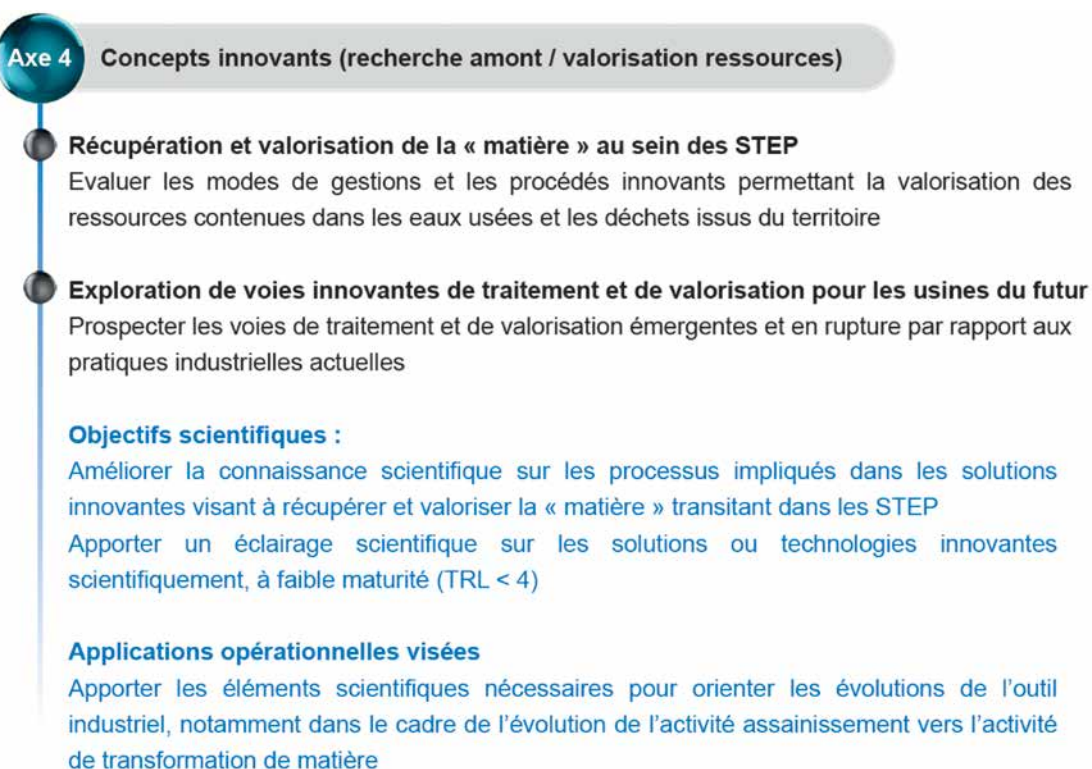 Axe 4
Concepts innovants (recherche amont / valorisation ressources)
Récupération et valorisation de la « matière » au sein des STEP
Evaluer les modes de gestions et les procédés innovants permettant la valorisation des
ressources contenues dans les eaux usées et les déchets issus du territoire
Exploration de voies innovantes de traitement et de valorisation pour les usines du futur
Prospecter les voies de traitement et de valorisation émergentes et en rupture par rapport aux
pratiques industrielles actuelles
Objectifs scientifiques :
Améliorer la connaissance scientifique sur les processus impliqués dans les solutions
innovantes visant à récupérer et valoriser la « matière » transitant dans les STEP
Apporter un éclairage scientifique sur les solutions ou technologies innovantes
scientifiquement, à faible maturité (TRL < 4)
Applications opérationnelles visées
Apporter les éléments scientifiques nécessaires pour orienter les évolutions de l’outil
industriel, notamment dans le cadre de l’évolution de l’activité assainissement vers l’activité
de transformation de matière